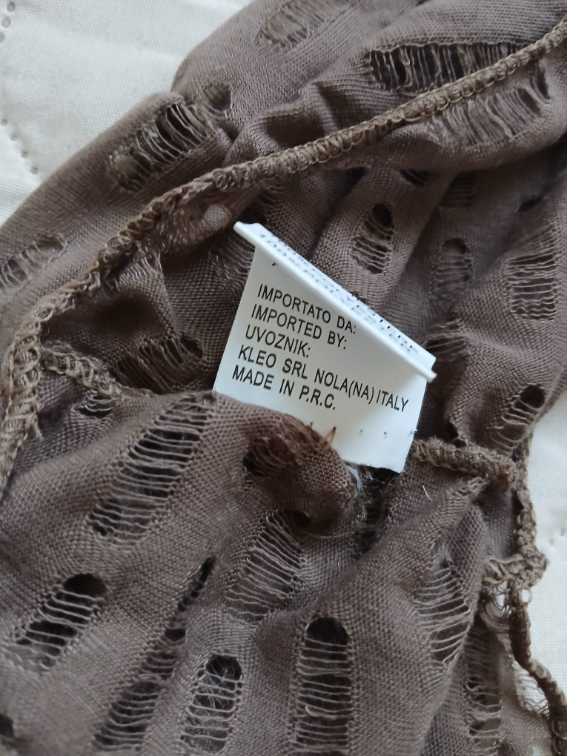 IMPORTATO DA:
IMPORTED BY:
UVOZNIK:
KLEO SRL NOLA(NA) ITALY
MADE IN P.R.C.